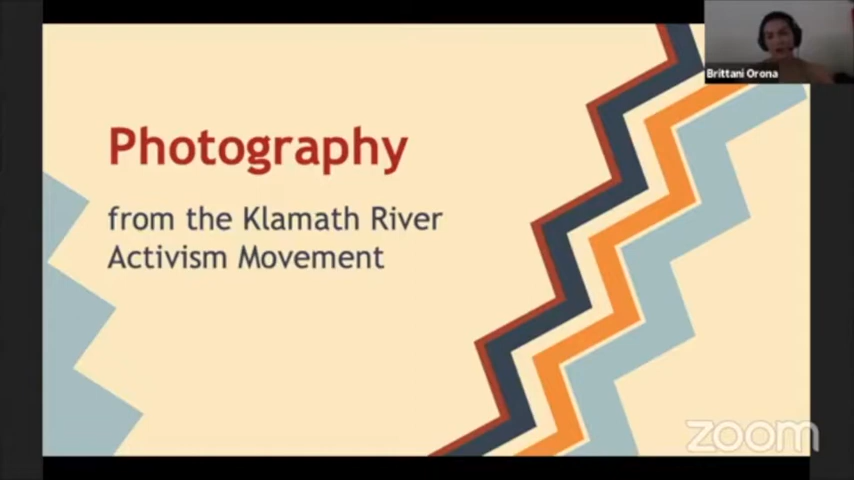 Brittani Orona
Photography
from the Klamath River
Activism Movement
zoom